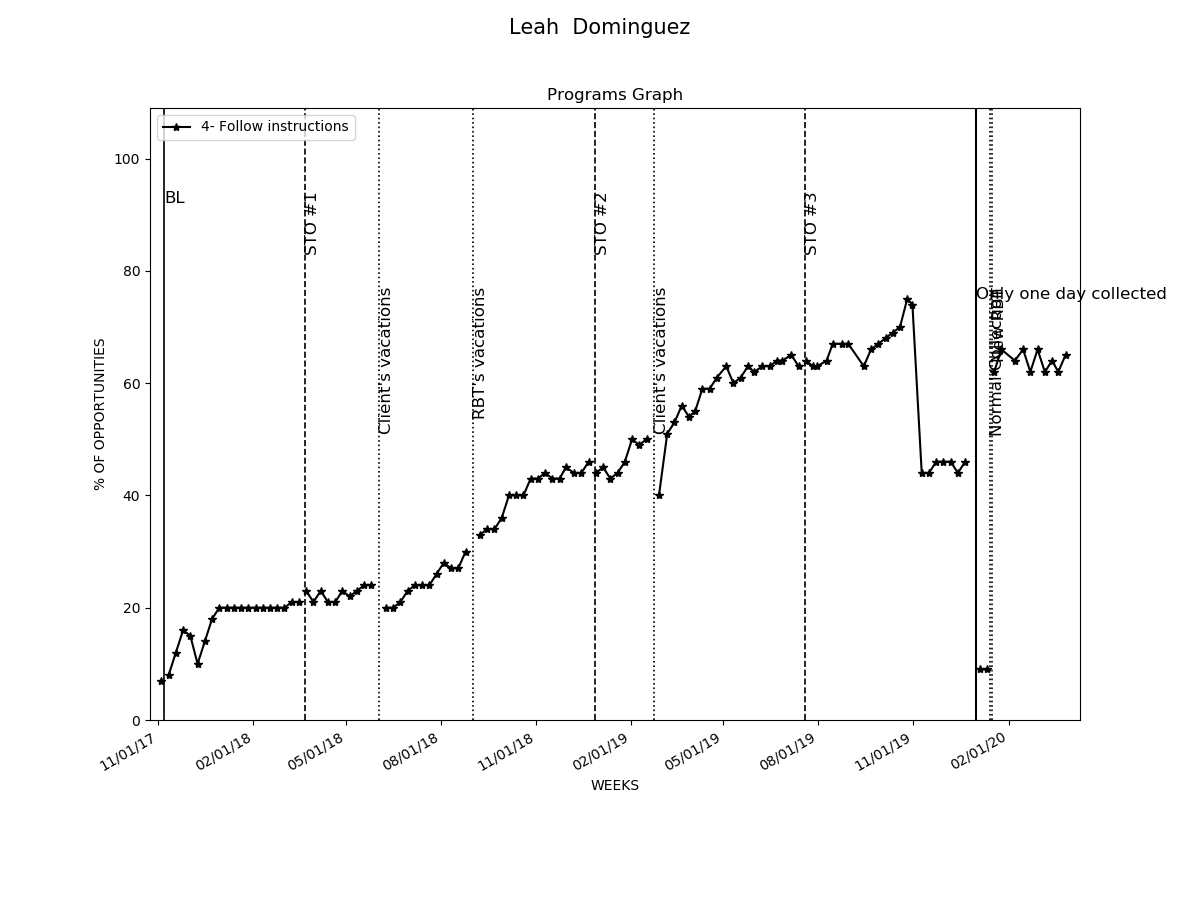 Leah  Dominguez
Programs Graph
4- Follow instructions
BL
STO #1
Client's vacations
RBT's vacations
STO #2
Client's vacations
STO #3
Only one day collected
Normal
100
80
60
40
20
0
% OF OPPORTUNITIES
11/01/17
02/01/18
05/01/18
08/01/18
11/01/18
02/01/19
05/01/19
08/01/19
11/01/19
02/01/20
WEEKS